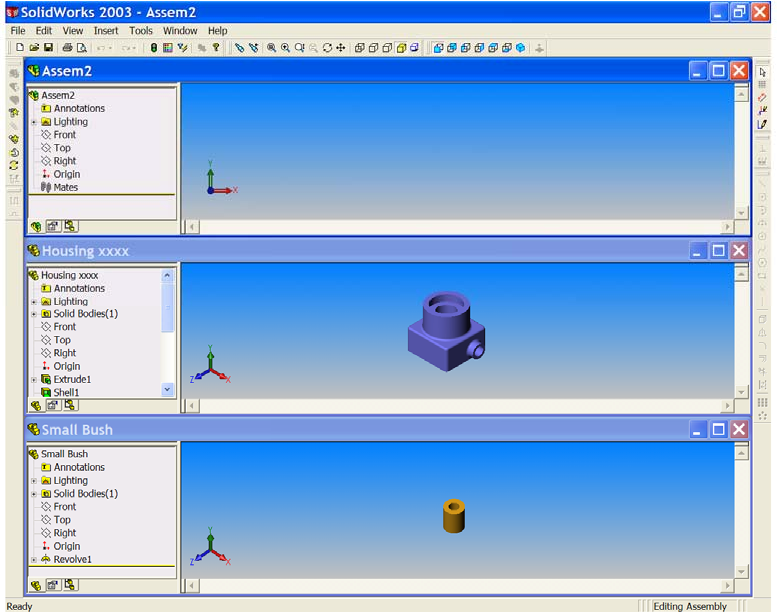 SolidWorks 2003 - Assem2
File Edit View Insert Tools Window Help
Assem2
Assem2
Annotations
Lighting
Front
Top
Right
Origin
Mates
Y
X
Housing xxxx
Housing xxxx
Annotations
Lighting
Solid Bodies(1)
Front
Top
Right
Origin
Extrude1
Shell1
Y
Z X
Small Bush
Small Bush
Annotations
Lighting
Solid Bodies(1)
Front
Top
Right
Origin
Revolve1
Y
Z X
Ready Editing Assembly